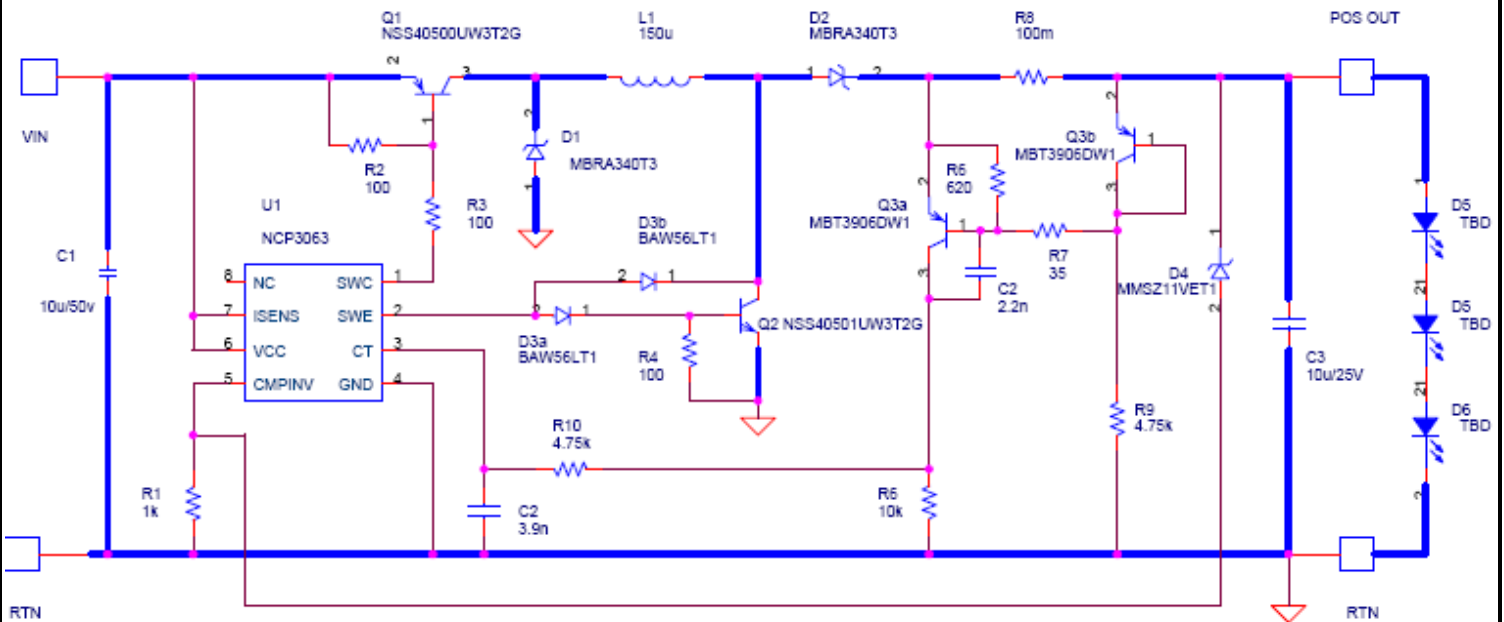 Q1
NSS40500UW3T2G
L1
150u
D2
MBRA340T3
R8
100m
POS OUT
2
3
1
2
1
VIN
R2
100
2
D1
MBRA340T3
1
R3
100
U1
NCP3063
C1
10u/50v
8
NC
SWC
1
7
ISENS
SWE
2
6
VCC
CT
3
5
CMPINV
GND
4
D3b
BAW56LT1
2
1
2
1
D3a
BAW56LT1
R4
100
Q2 NSS40501UW3T2G
R6
620
2
Q3a
MBT3906DW1
1
3
C2
2.2n
R7
35
2
Q3b
MBT3906DW1
1
3
1
D4
MMSZ11VET1
2
C3
10u/25V
1
D5
TBD
21
D5
TBD
21
D6
TBD
2
R9
4.75k
R10
4.75k
R6
10k
R1
1k
C2
3.9n
RTN
RTN